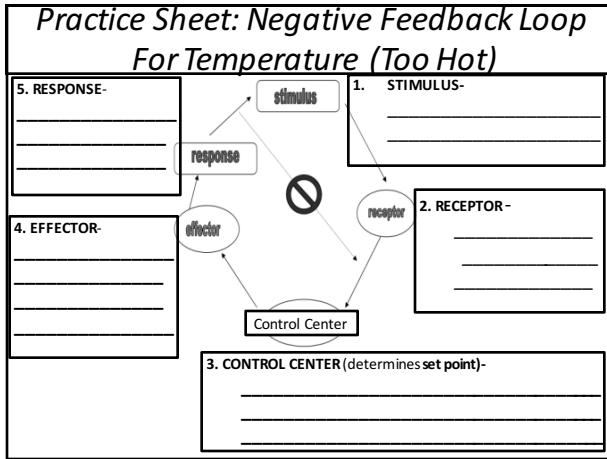 Practice Sheet: Negative Feedback Loop
For Temperature (Too Hot)
5. RESPONSE-
stimulus
1. STIMULUS-
response
receptor
2. RECEPTOR –
4. EFFECTOR-
effector
Control Center
3. CONTROL CENTER (determines set point)-